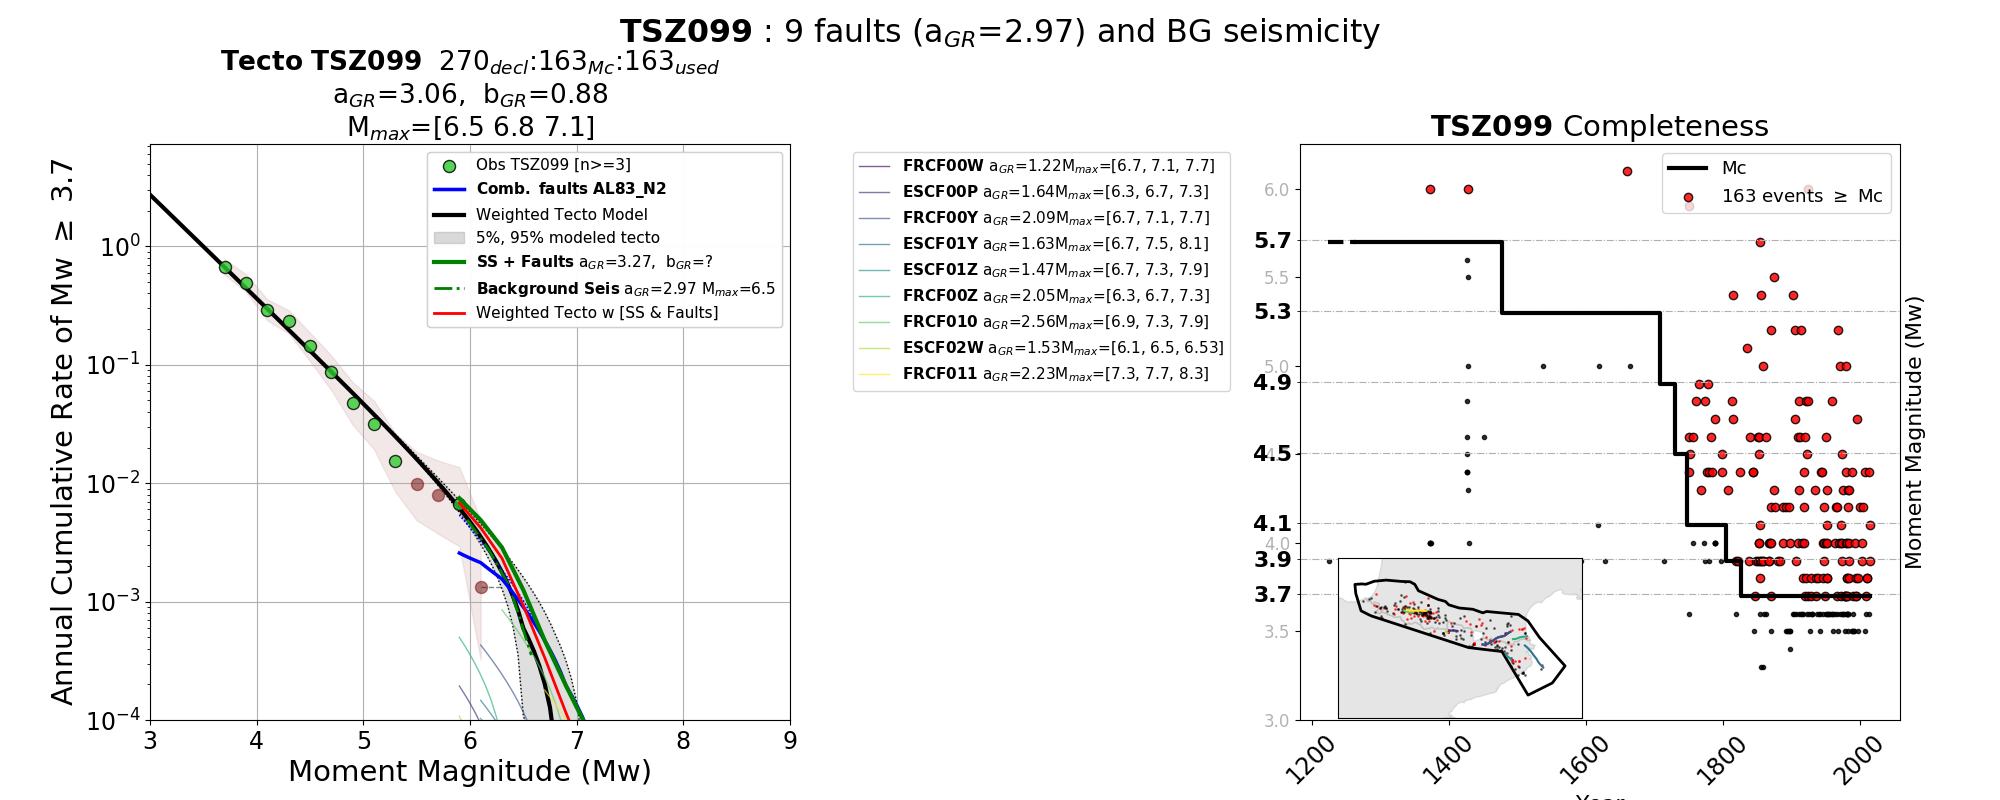 TSZ099 : 9 faults (aGR=2.97) and BG seismicity
Tecto TSZ099 270decl:163Mc:163used
aGR=3.06, bGR=0.88
Mmax=[6.5 6.8 7.1]
Annual Cumulative Rate of Mw ≥ 3.7
10^0
10^-1
10^-2
10^-3
10^-4
3 4 5 6 7 8 9
Moment Magnitude (Mw)
Obs TSZ099 [n>=3]
Comb. faults AL83_N2
Weighted Tecto Model
5%, 95% modeled tecto
SS + Faults aGR=3.27, bGR=?
Background Seis aGR=2.97 Mmax=6.5
Weighted Tecto w [SS & Faults]
FRCF00W aGR=1.22Mmax=[6.7, 7.1, 7.7]
ESCF00P aGR=1.64Mmax=[6.3, 6.7, 7.3]
FRCF00Y aGR=2.09Mmax=[6.7, 7.1, 7.7]
ESCF01Y aGR=1.63Mmax=[6.7, 7.5, 8.1]
ESCF01Z aGR=1.47Mmax=[6.7, 7.3, 7.9]
FRCF00Z aGR=2.05Mmax=[6.3, 6.7, 7.3]
FRCF010 aGR=2.56Mmax=[6.9, 7.3, 7.9]
ESCF02W aGR=1.53Mmax=[6.1, 6.5, 6.53]
FRCF011 aGR=2.23Mmax=[7.3, 7.7, 8.3]
TSZ099 Completeness
Mc
163 events ≥ Mc
6.0
5.7
5.5
5.3
5.0
4.9
4.5
4.1
4.0
3.9
3.7
3.5
3.0
Moment Magnitude (Mw)
1200 1400 1600 1800 2000
Year